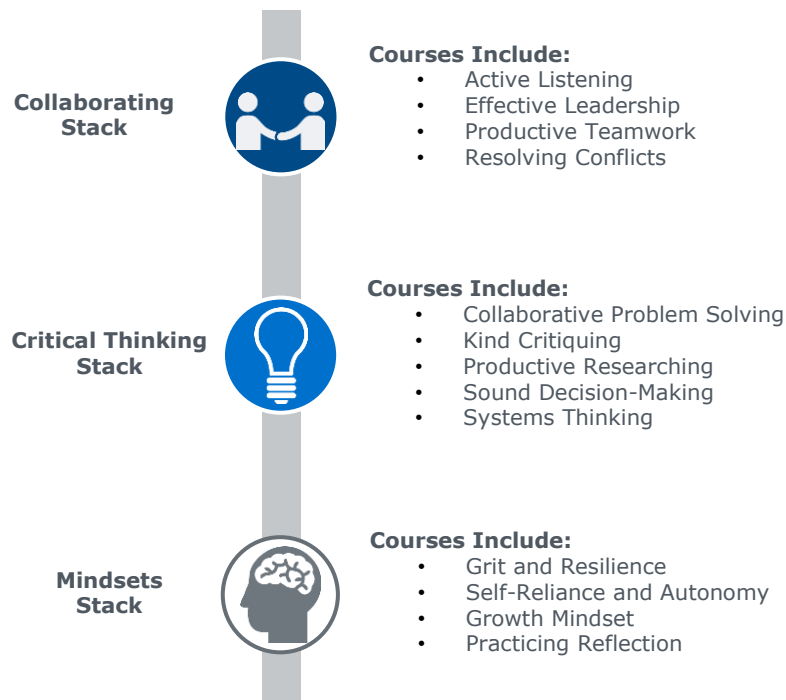 Collaborating
Stack
Courses Include:
• Active Listening
• Effective Leadership
• Productive Teamwork
• Resolving Conflicts
Critical Thinking
Stack
Courses Include:
• Collaborative Problem Solving
• Kind Critiquing
• Productive Researching
• Sound Decision-Making
• Systems Thinking
Mindsets
Stack
Courses Include:
• Grit and Resilience
• Self-Reliance and Autonomy
• Growth Mindset
• Practicing Reflection